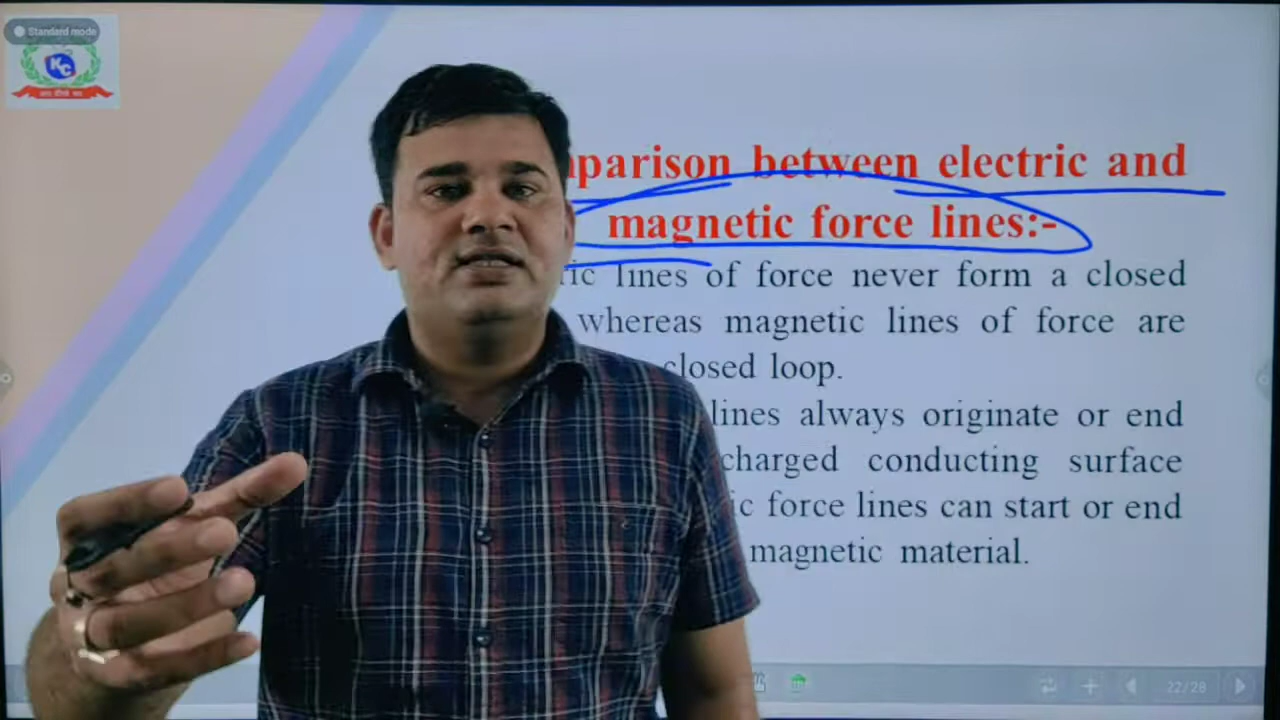 Standard mode
KC
parison between electric and
magnetic force lines:-
ic lines of force never form a closed
whereas magnetic lines of force are
closed loop.
lines always originate or end
charged conducting surface
ic force lines can start or end
magnetic material.
22/28